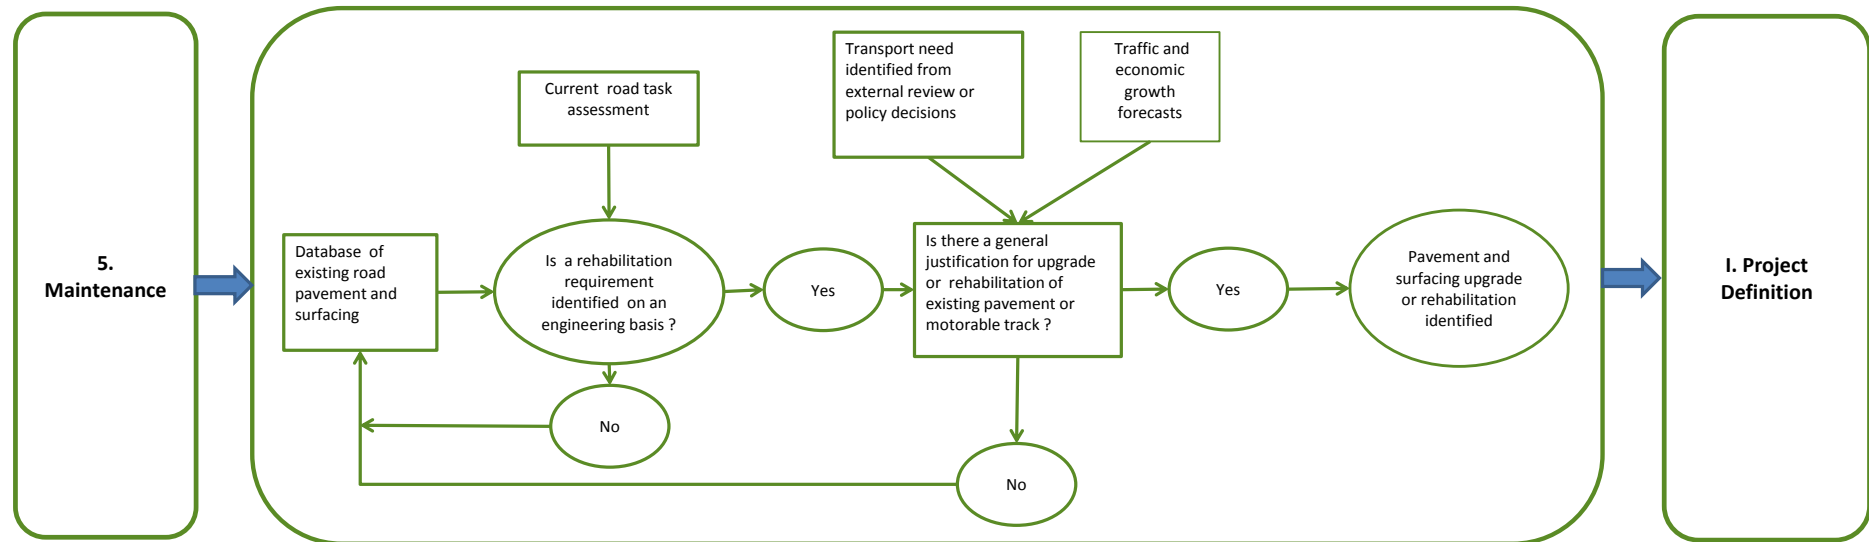 5.
Maintenance
Current road task
assessment
Transport need
identified from
external review or
policy decisions
Traffic and
economic
growth
forecasts
Database of
existing road
pavement and
surfacing
Is a rehabilitation
requirement
identified on an
engineering basis ?
Yes
Is there a general
justification for upgrade
or rehabilitation of
existing pavement or
motorable track ?
Yes
Pavement and
surfacing upgrade
or rehabilitation
identified
No
No
I. Project
Definition